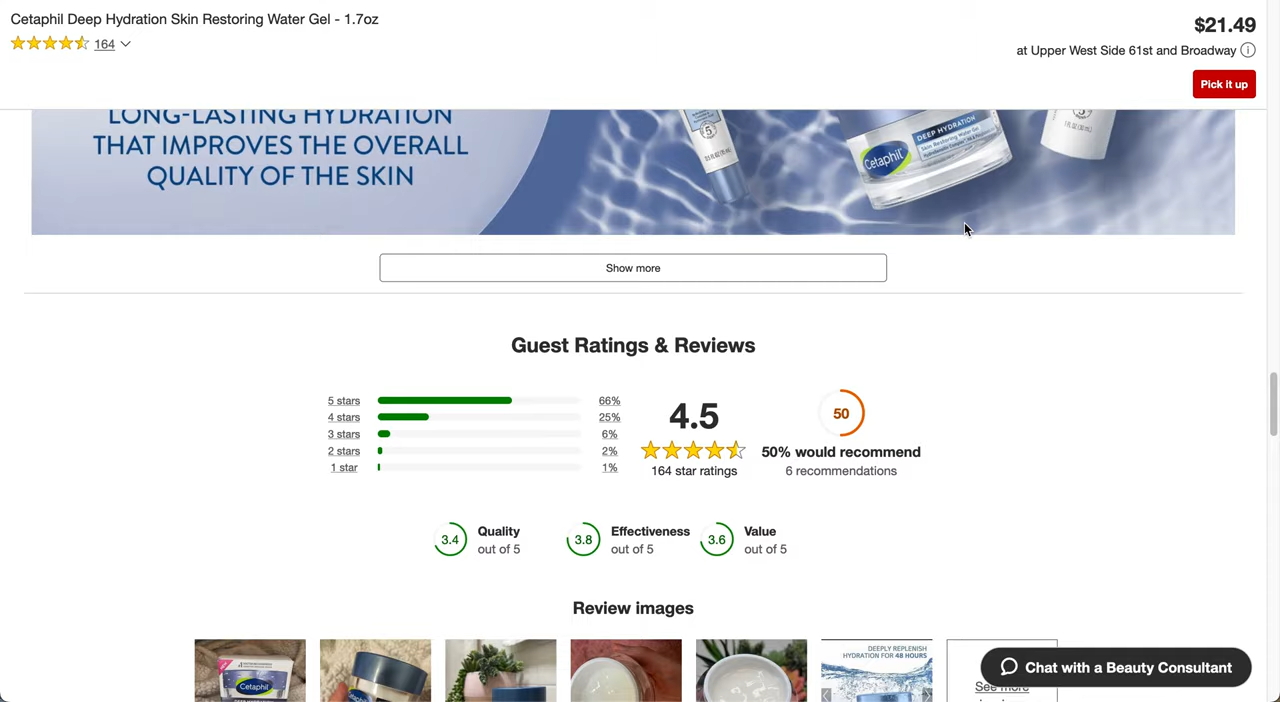 Cetaphil Deep Hydration Skin Restoring Water Gel - 1.7oz
164
$21.49
at Upper West Side 61st and Broadway
Pick it up
LONG-LASTING HYDRATION
THAT IMPROVES THE OVERALL
QUALITY OF THE SKIN
DEEP HYDRATION
Skin Restoring Water Gel
Cetaphil
Show more
Guest Ratings & Reviews
5 stars 66%
4 stars 25%
3 stars 6%
2 stars 2%
1 star 1%
4.5
164 star ratings
50
50% would recommend
6 recommendations
3.4 Quality
out of 5
3.8 Effectiveness
out of 5
3.6 Value
out of 5
Review images
Cetaphil
DEEPLY REPLENISH
HYDRATION FOR 48 HOURS
See more
Chat with a Beauty Consultant